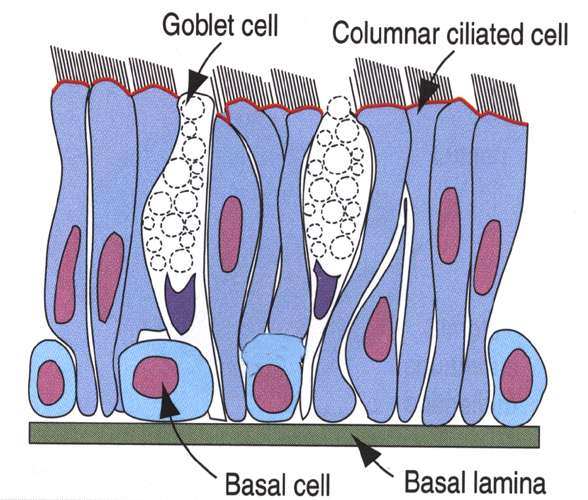 Goblet cell
Columnar ciliated cell
Basal cell
Basal lamina